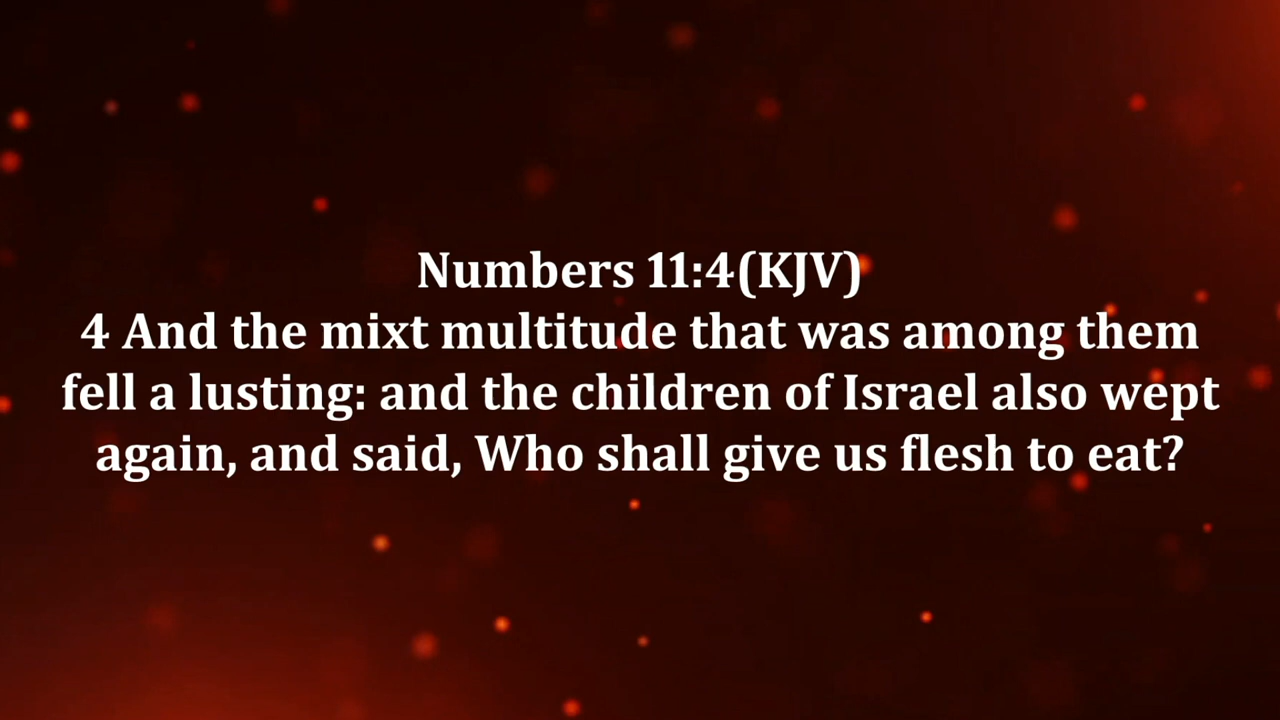 Numbers 11:4(KJV)
4 And the mixt multitude that was among them
fell a lusting: and the children of Israel also wept
again, and said, Who shall give us flesh to eat?